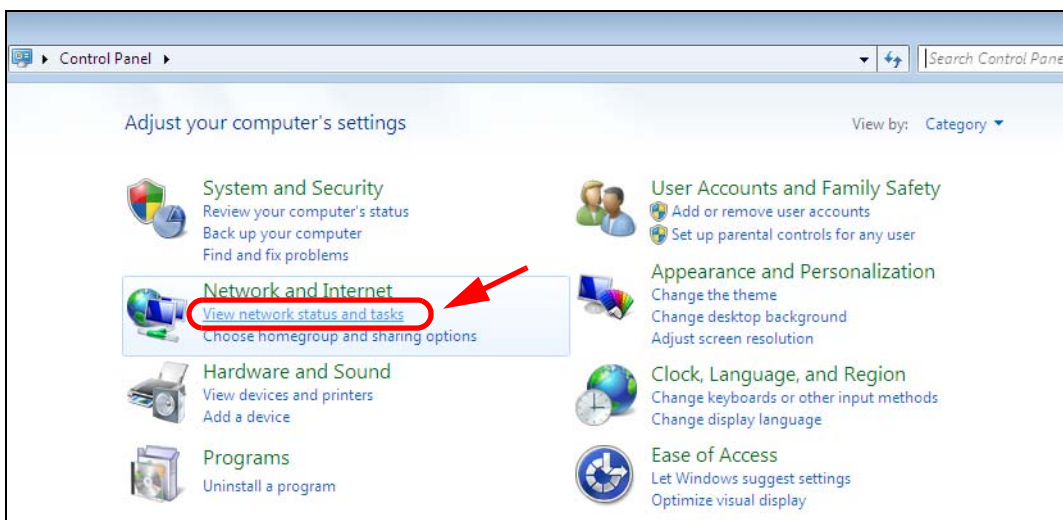 Control Panel
Search Control Pane
Adjust your computer's settings
View by: Category
System and Security
Review your computer's status
Back up your computer
Find and fix problems
Network and Internet
View network status and tasks
Choose homegroup and sharing options
Hardware and Sound
View devices and printers
Add a device
Programs
Uninstall a program
User Accounts and Family Safety
Add or remove user accounts
Set up parental controls for any user
Appearance and Personalization
Change the theme
Change desktop background
Adjust screen resolution
Clock, Language, and Region
Change keyboards or other input methods
Change display language
Ease of Access
Let Windows suggest settings
Optimize visual display